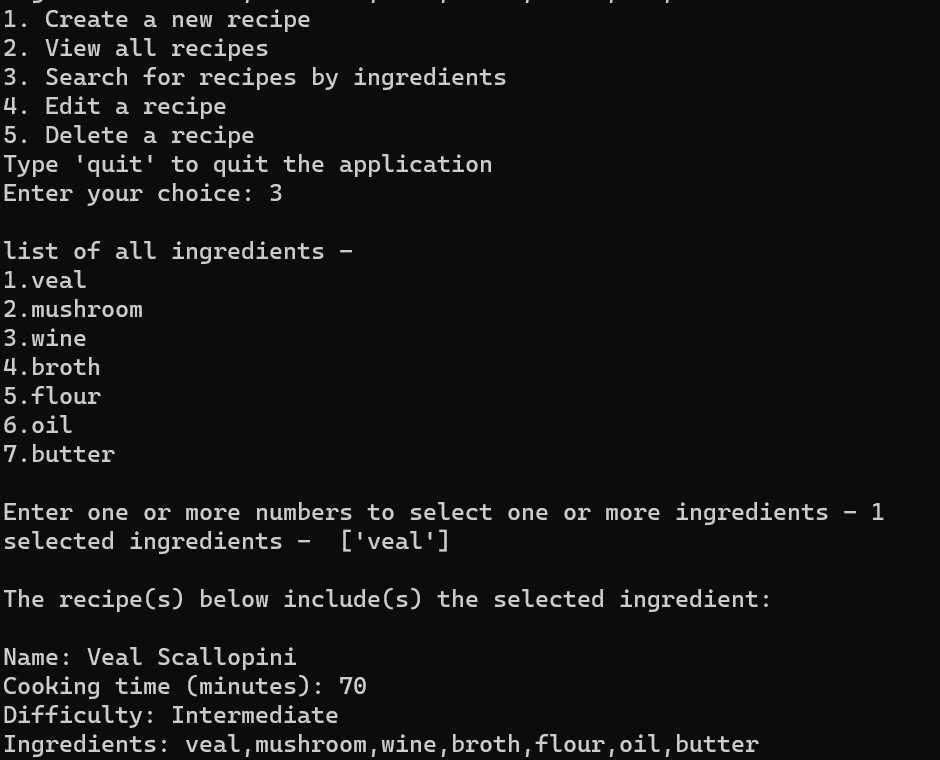 1. Create a new recipe
2. View all recipes
3. Search for recipes by ingredients
4. Edit a recipe
5. Delete a recipe
Type 'quit' to quit the application
Enter your choice: 3
list of all ingredients -
1.veal
2.mushroom
3.wine
4.broth
5.flour
6.oil
7.butter
Enter one or more numbers to select one or more ingredients - 1
selected ingredients -  ['veal']
The recipe(s) below include(s) the selected ingredient:
Name: Veal Scallopini
Cooking time (minutes): 70
Difficulty: Intermediate
Ingredients: veal,mushroom,wine,broth,flour,oil,butter